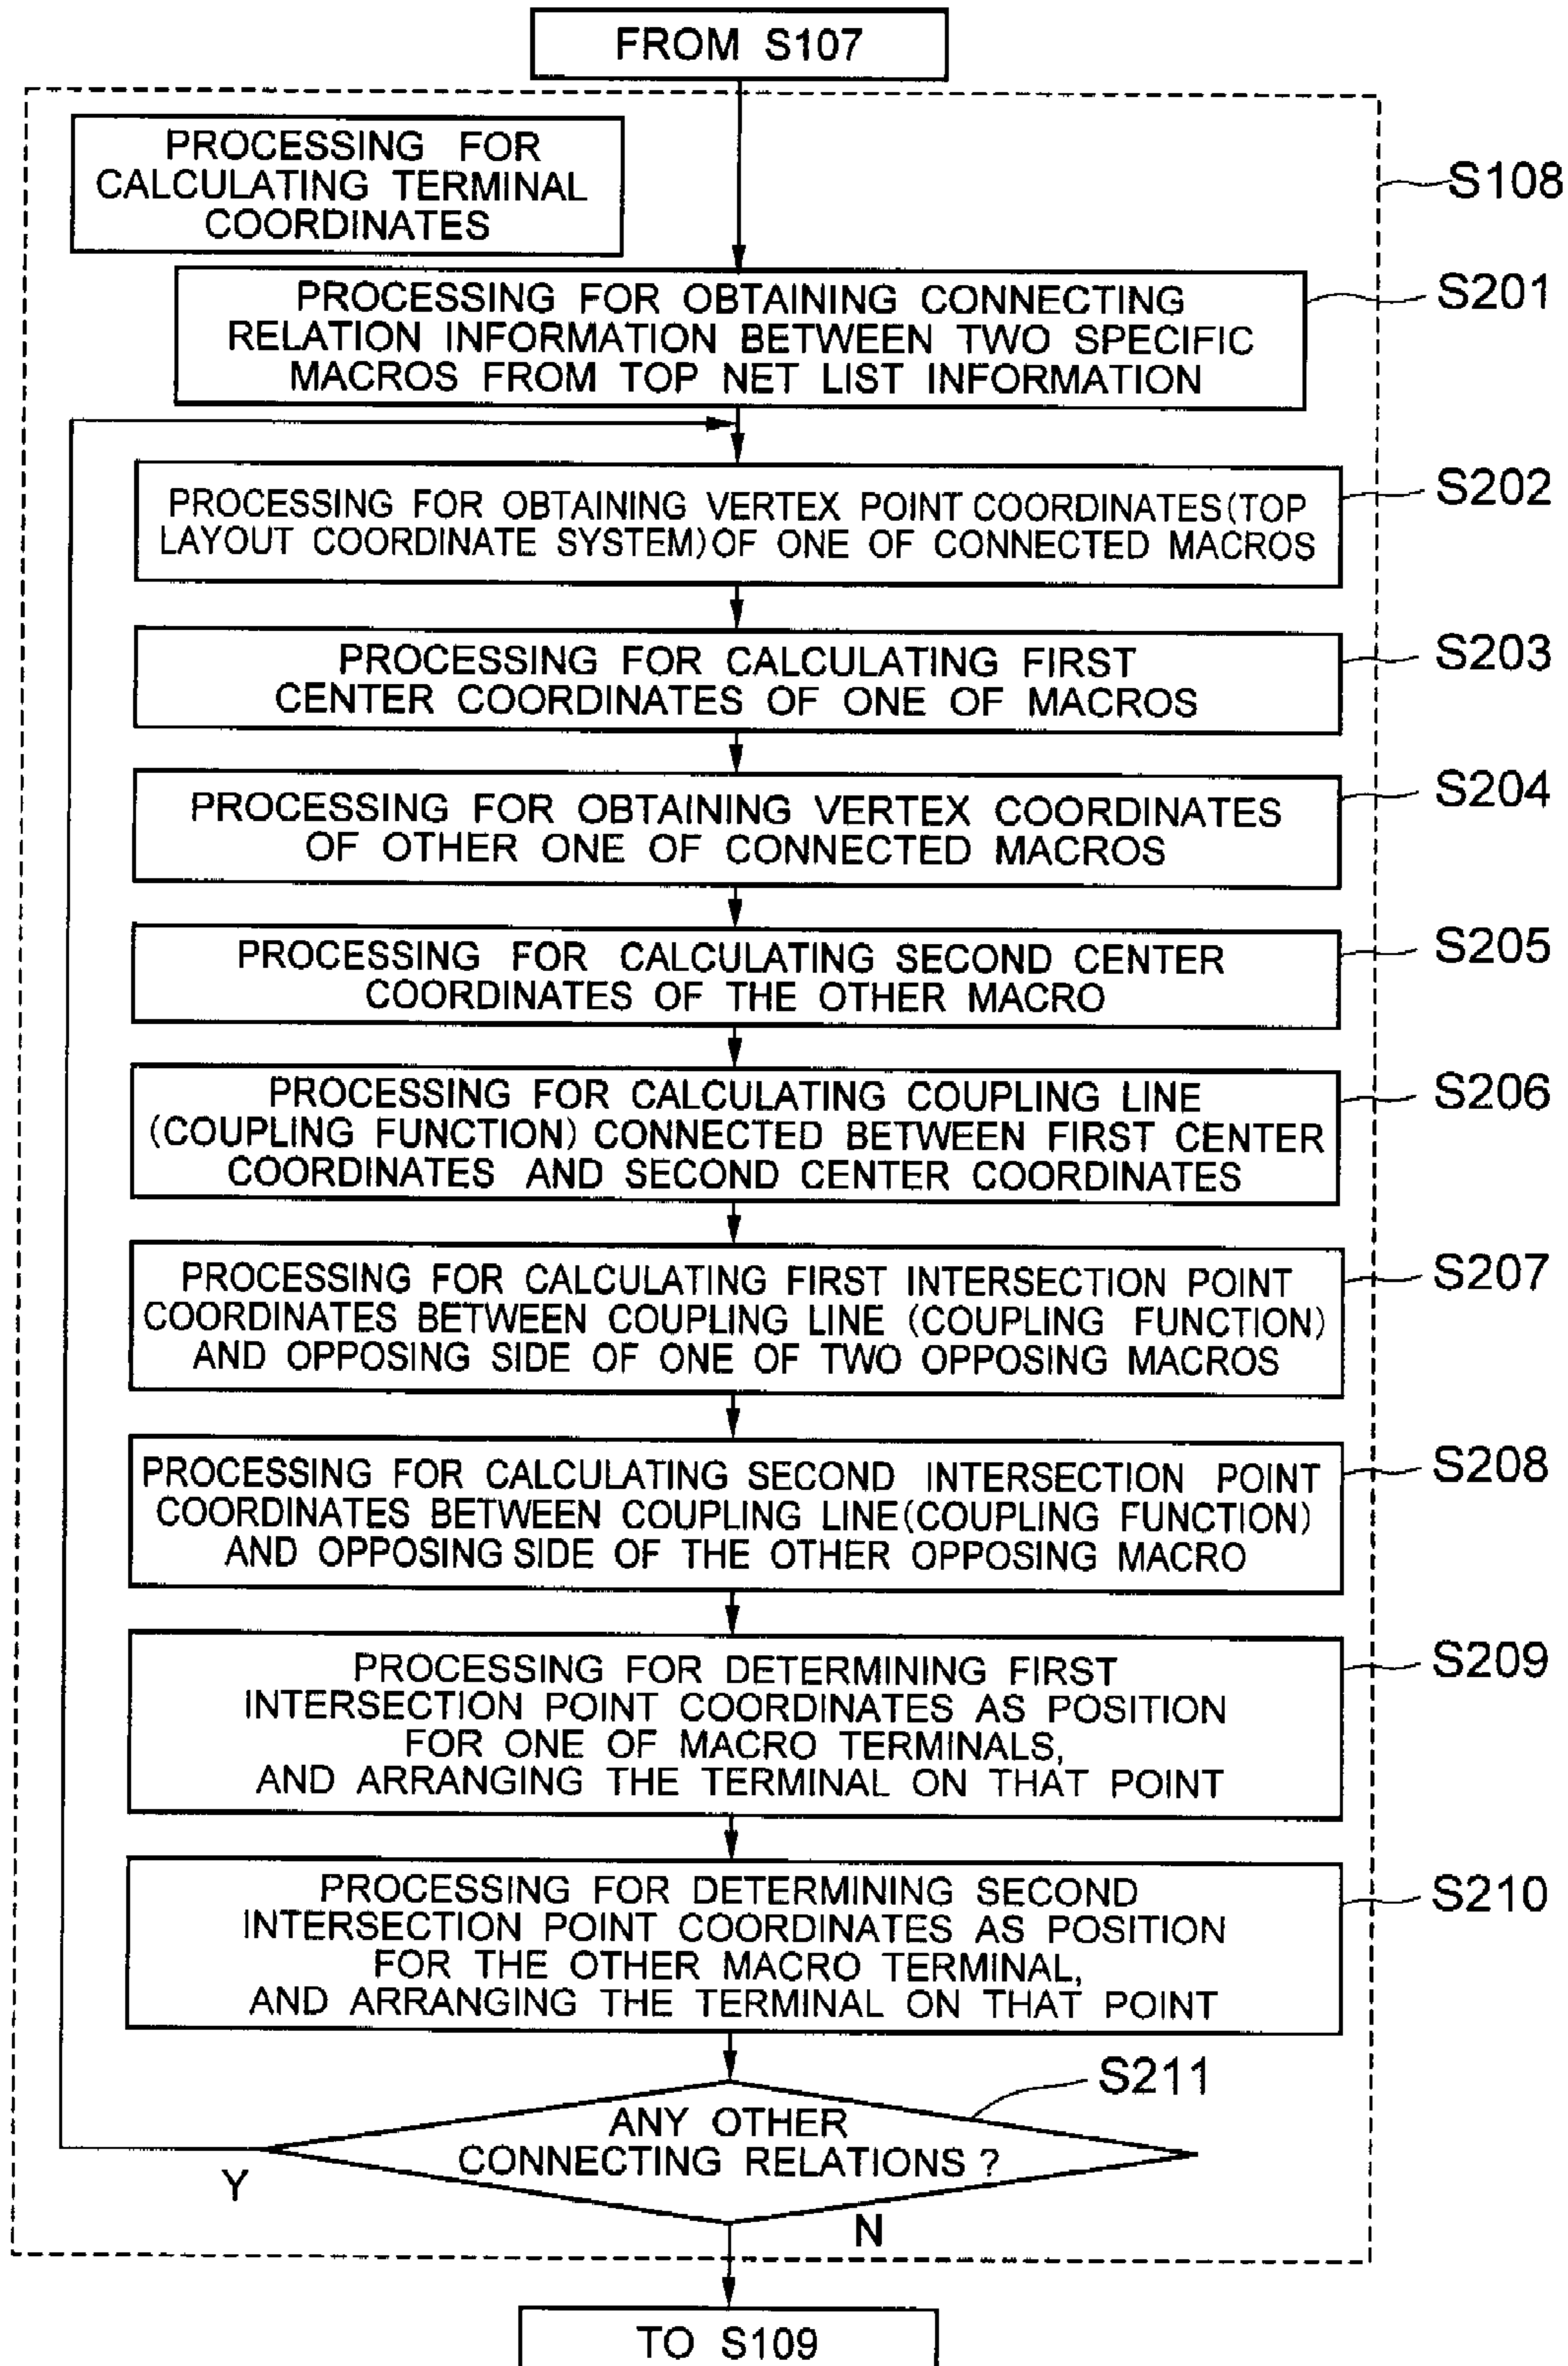 FROM S107
PROCESSING FOR
CALCULATING TERMINAL
COORDINATES
S108
PROCESSING FOR OBTAINING CONNECTING
RELATION INFORMATION BETWEEN TWO SPECIFIC
MACROS FROM TOP NET LIST INFORMATION
S201
PROCESSING FOR OBTAINING VERTEX POINT COORDINATES(TOP
LAYOUT COORDINATE SYSTEM)OF ONE OF CONNECTED MACROS
S202
PROCESSING FOR CALCULATING FIRST
CENTER COORDINATES OF ONE OF MACROS
S203
PROCESSING FOR OBTAINING VERTEX COORDINATES
OF OTHER ONE OF CONNECTED MACROS
S204
PROCESSING FOR CALCULATING SECOND CENTER
COORDINATES OF THE OTHER MACRO
S205
PROCESSING FOR CALCULATING COUPLING LINE
(COUPLING FUNCTION) CONNECTED BETWEEN FIRST CENTER
COORDINATES AND SECOND CENTER COORDINATES
S206
PROCESSING FOR CALCULATING FIRST INTERSECTION POINT
COORDINATES BETWEEN COUPLING LINE (COUPLING FUNCTION)
AND OPPOSING SIDE OF ONE OF TWO OPPOSING MACROS
S207
PROCESSING FOR CALCULATING SECOND INTERSECTION POINT
COORDINATES BETWEEN COUPLING LINE(COUPLING FUNCTION)
AND OPPOSING SIDE OF THE OTHER OPPOSING MACRO
S208
PROCESSING FOR DETERMINING FIRST
INTERSECTION POINT COORDINATES AS POSITION
FOR ONE OF MACRO TERMINALS,
AND ARRANGING THE TERMINAL ON THAT POINT
S209
PROCESSING FOR DETERMINING SECOND
INTERSECTION POINT COORDINATES AS POSITION
FOR THE OTHER MACRO TERMINAL,
AND ARRANGING THE TERMINAL ON THAT POINT
S210
S211
ANY OTHER
CONNECTING RELATIONS ?
Y
N
TO S109